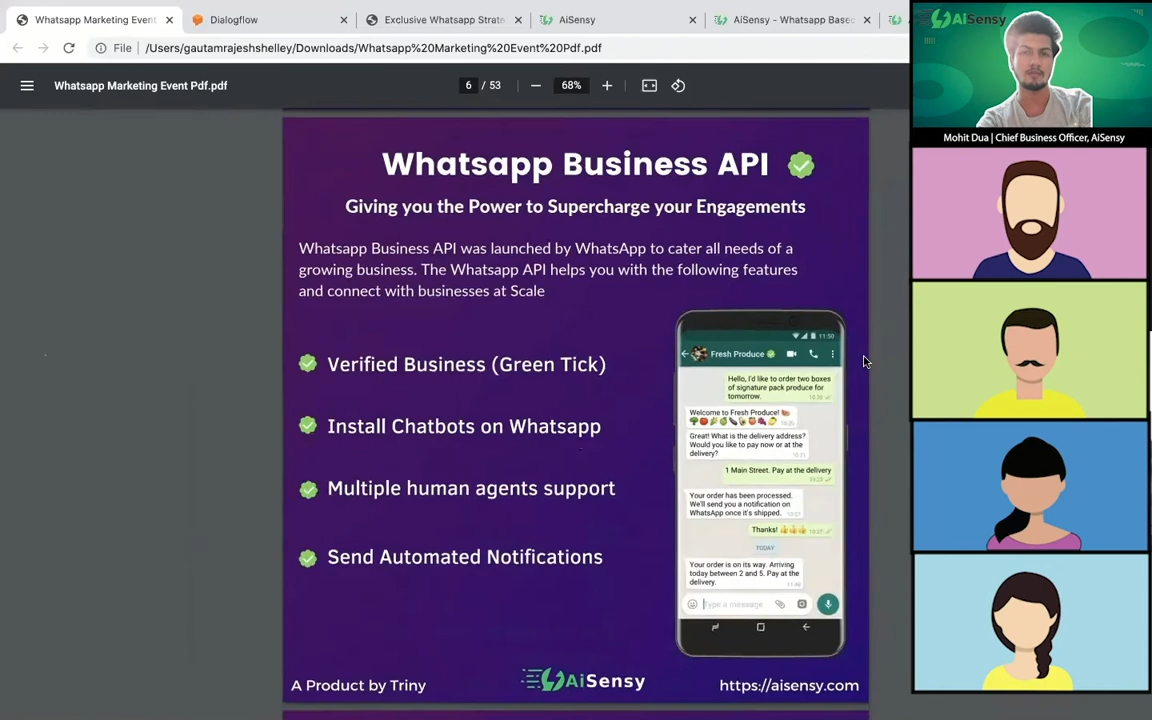 Whatsapp Marketing Event
Dialogflow
Exclusive Whatsapp Strate
AiSensy
AiSensy - Whatsapp Based
File
/Users/gautamrajeshshelley/Downloads/Whatsapp%20Marketing%20Event%20Pdf.pdf
Whatsapp Marketing Event Pdf.pdf
6 / 53
68%
AiSensy
Mohit Dua | Chief Business Officer, AiSensy
Whatsapp Business API
Giving you the Power to Supercharge your Engagements
Whatsapp Business API was launched by WhatsApp to cater all needs of a
growing business. The Whatsapp API helps you with the following features
and connect with businesses at Scale
Verified Business (Green Tick)
Install Chatbots on Whatsapp
Multiple human agents support
Send Automated Notifications
11:50
Fresh Produce
Hello, I'd like to order two boxes
of signature pack produce for
tomorrow.
Welcome to Fresh Produce!
Great! What is the delivery address?
Would you like to pay now or at the
delivery?
1 Main Street. Pay at the delivery
Your order has been processed.
We'll send you a notification on
WhatsApp once it's shipped.
Thanks!
TODAY
Your order is on its way. Arriving
today between 2 and 5. Pay at the
delivery.
Type a message
A Product by Triny
AiSensy
https://aisensy.com